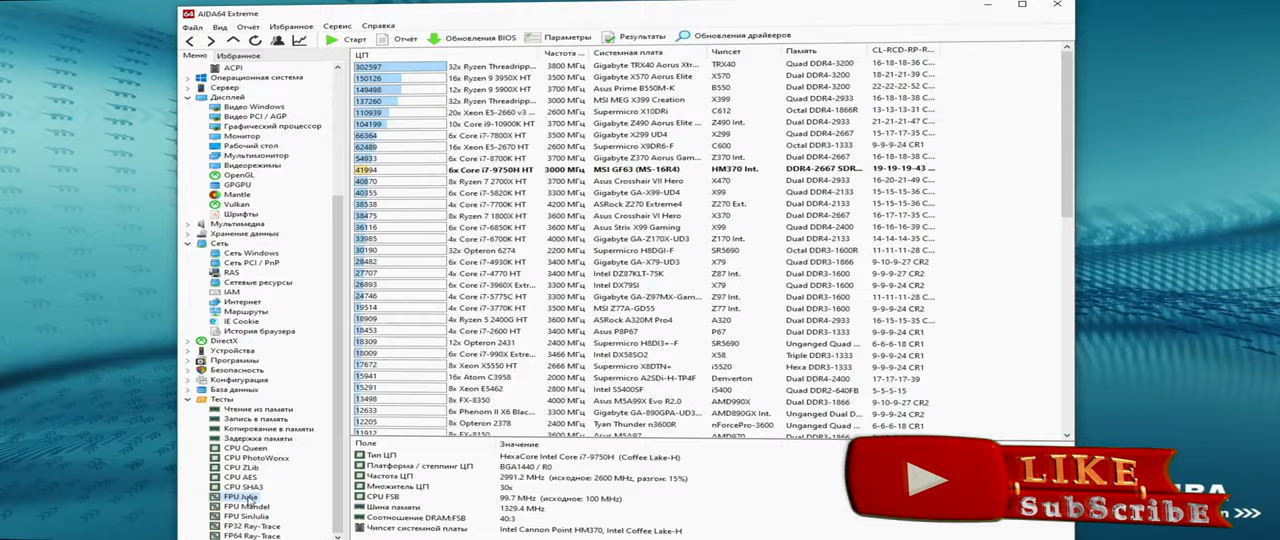 AIDA64 Extreme
Файл Вид Отчёт Избранное Сервис Справка
Старт Отчёт Обновления BIOS Параметры Результаты Обновления драйверов
Меню Избранное
ACPI
Операционная система
Сервер
Дисплей
Видео Windows
Видео PCI / AGP
Графический процессор
Монитор
Рабочий стол
Мультимонитор
Видеорежимы
OpenGL
GPGPU
Mantle
Vulkan
Шрифты
Мультимедиа
Хранение данных
Сеть
Сеть Windows
Сеть PCI / PnP
RAS
Сетевые ресурсы
IAM
Интернет
Маршруты
IE Cookie
История браузера
DirectX
Устройства
Программы
Безопасность
Конфигурация
База данных
Тесты
Чтение из памяти
Запись в память
Копирование в памяти
Задержка памяти
CPU Queen
CPU PhotoWorxx
CPU ZLib
CPU AES
CPU SHA3
FPU Julia
FPU Mandel
FPU SinJulia
FP32 Ray-Trace
FP64 Ray-Trace
ЦП Частота ... Системная плата Чипсет Память CL-RCD-RP-R...
302597 32x Ryzen Threadripp... 3800 МГц Gigabyte TRX40 Aorus Xtr... TRX40 Quad DDR4-3200 16-18-18-36 C...
150126 16x Ryzen 9 3950X HT 3500 МГц Gigabyte X570 Aorus Elite X570 Dual DDR4-3200 18-21-21-39 C...
149498 12x Ryzen 9 5900X HT 3700 МГц Asus Prime B550M-K B550 Dual DDR4-3200 22-22-22-52 C...
137260 32x Ryzen Threadripp... 3000 МГц MSI MEG X399 Creation X399 Quad DDR4-2933 16-18-18-38 C...
110939 20x Xeon E5-2660 v3 ... 2600 МГц Supermicro X10DRi C612 Octal DDR4-1866R 13-13-13-31 C...
104199 10x Core i9-10900K HT 3700 МГц Gigabyte Z490 Aorus Elite... Z490 Int. Dual DDR4-2933 21-21-21-47 C...
66364 6x Core i7-7800X HT 3500 МГц Gigabyte X299 UD4 X299 Quad DDR4-2667 15-17-17-35 C...
62489 16x Xeon E5-2670 HT 2600 МГц Supermicro X9DR6-F C600 Octal DDR3-1333 9-9-9-24 CR1
54933 6x Core i7-8700K HT 3700 МГц Gigabyte Z370 Aorus Gam... Z370 Int. Dual DDR4-2667 16-18-18-38 C...
41994 6x Core i7-9750H HT 3000 МГц MSI GF63 (MS-16R4) HM370 Int. DDR4-2667 SDR... 19-19-19-43 ...
40870 8x Ryzen 7 2700X HT 3700 МГц Asus Crosshair VII Hero X470 Dual DDR4-2933 16-20-21-49 C...
40355 6x Core i7-5820K HT 3300 МГц Gigabyte GA-X99-UD4 X99 Quad DDR4-2133 15-15-15-36 C...
38538 4x Core i7-7700K HT 4200 МГц ASRock Z270 Extreme4 Z270 Ext. Dual DDR4-2133 15-15-15-36 C...
38475 8x Ryzen 7 1800X HT 3600 МГц Asus Crosshair VI Hero X370 Dual DDR4-2667 16-17-17-35 C...
36116 6x Core i7-6850K HT 3600 МГц Asus Strix X99 Gaming X99 Quad DDR4-2400 16-16-16-39 C...
33985 4x Core i7-6700K HT 4000 МГц Gigabyte GA-Z170X-UD3 Z170 Int. Dual DDR4-2133 14-14-14-35 C...
30190 32x Opteron 6274 2200 МГц Supermicro H8DGI-F SR5690 Octal DDR3-1600R 11-11-11-28 C...
28482 6x Core i7-4930K HT 3400 МГц Gigabyte GA-X79-UD3 X79 Quad DDR3-1866 9-10-9-27 CR2
27707 4x Core i7-4770 HT 3400 МГц Intel DZ87KLT-75K Z87 Int. Dual DDR3-1600 9-9-9-27 CR2
26893 6x Core i7-3960X Extre... 3300 МГц Intel DX79SI X79 Quad DDR3-1600 9-9-9-24 CR2
24746 4x Core i7-5775C HT 3300 МГц Gigabyte GA-Z97MX-Gam... Z97 Int. Dual DDR3-1600 11-11-11-28 C...
19514 4x Core i7-3770K HT 3500 МГц MSI Z77A-GD55 Z77 Int. Dual DDR3-1600 9-9-9-24 CR2
18909 4x Ryzen 5 2400G HT 3600 МГц ASRock A320M Pro4 A320 Dual DDR4-2933 16-15-15-35 C...
18453 4x Core i7-2600 HT 3400 МГц Asus P8P67 P67 Dual DDR3-1333 9-9-9-24 CR1
18309 12x Opteron 2431 2400 МГц Supermicro H8DI3+-F SR5690 Unganged Quad ... 6-6-6-18 CR1
18009 6x Core i7-990X Extre... 3466 МГц Intel DX58SO2 X58 Triple DDR3-1333 9-9-9-24 CR1
17672 8x Xeon X5550 HT 2666 МГц Supermicro X8DTN+ i5520 Hexa DDR3-1333 9-9-9-24 CR1
15941 16x Atom C3958 2000 МГц Supermicro A2SDi-H-TP4F Denverton Dual DDR4-2400 17-17-17-39
15291 8x Xeon E5462 2800 МГц Intel S5400SF i5400 Quad DDR2-640FB 5-5-5-15
13498 8x FX-8350 4000 МГц Asus M5A99X Evo R2.0 AMD990X Dual DDR3-1866 9-10-9-27 CR2
12633 6x Phenom II X6 Blac... 3200 МГц Gigabyte GA-890GPA-UD3H AMD890GX Int. Unganged Dual D... 9-9-9-24 CR1
12205 8x Opteron 2378 2400 МГц Tyan Thunder n3600R nForcePro-3600 Unganged Quad ... 6-6-6-18 CR1
Поле Значение
Тип ЦП HexaCore Intel Core i7-9750H (Coffee Lake-H)
Платформа / степпинг ЦП BGA1440 / R0
Частота ЦП 2991.2 MHz (исходное: 2600 MHz, разгон: 15%)
Множитель ЦП 30x
CPU FSB 99.7 MHz (исходное: 100 MHz)
Шина памяти 1329.4 MHz
Соотношение DRAM:FSB 40:3
Чипсет системной платы Intel Cannon Point HM370, Intel Coffee Lake-H
LIKE,
SubScribE